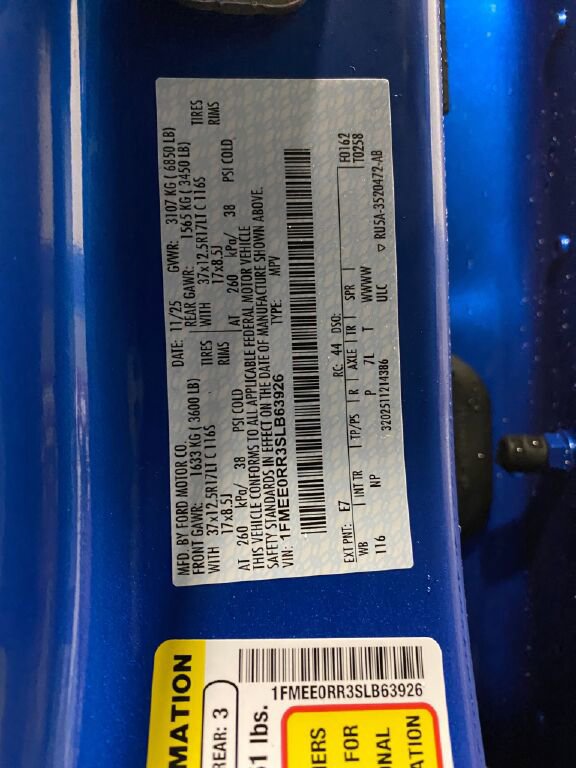 MFD. BY FORD MOTOR CO.
DATE: 11/25 GVWR: 3107 KG ( 6850 LB)
FRONT GAWR: 1633 KG ( 3600 LB) REAR GAWR: 1565 KG ( 3450 LB)
WITH 37x12.5R17LT C 116S TIRES WITH 37x12.5R17LT C 116S TIRES
17x8.5J RIMS 17x8.5J RIMS
AT 260 kPa/ 38 PSI COLD AT 260 kPa/ 38 PSI COLD
THIS VEHICLE CONFORMS TO ALL APPLICABLE FEDERAL MOTOR VEHICLE
SAFETY STANDARDS IN EFFECT ON THE DATE OF MANUFACTURE SHOWN ABOVE.
VIN: 1FMEE0RR3SLB63926 TYPE: MPV
F0162
EXT PNT: E7 RC: 44 DSO: T0258
WB INT TR TP/PS R AXLE TR SPR
116 NP P 7L T WWWW
3202511214386 ULC ▽ RU5A-3520472-AB
MATION
REAR: 3
1FMEE0RR3SLB63926
51 lbs.
ERS
FOR
ONAL
ATION